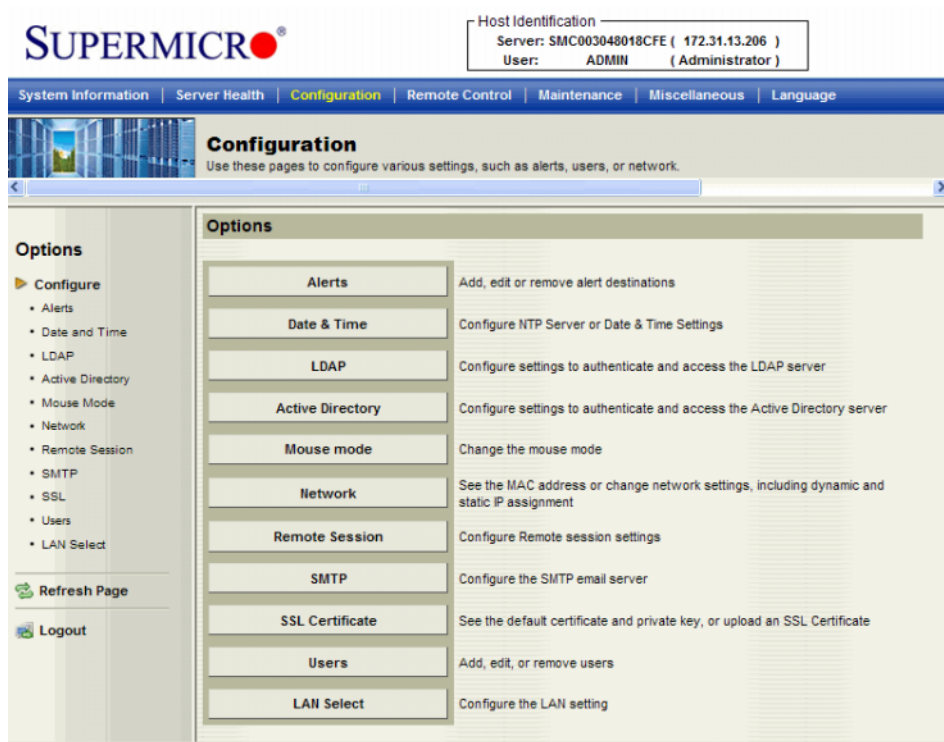 SUPERMICRO®
Host Identification
Server: SMC003048018CFE ( 172.31.13.206 )
User: ADMIN ( Administrator )
System Information | Server Health | Configuration | Remote Control | Maintenance | Miscellaneous | Language
Configuration
Use these pages to configure various settings, such as alerts, users, or network.
Options
Configure
• Alerts
• Date and Time
• LDAP
• Active Directory
• Mouse Mode
• Network
• Remote Session
• SMTP
• SSL
• Users
• LAN Select
Refresh Page
Logout
Options
Alerts Add, edit or remove alert destinations
Date & Time Configure NTP Server or Date & Time Settings
LDAP Configure settings to authenticate and access the LDAP server
Active Directory Configure settings to authenticate and access the Active Directory server
Mouse mode Change the mouse mode
Network See the MAC address or change network settings, including dynamic and
static IP assignment
Remote Session Configure Remote session settings
SMTP Configure the SMTP email server
SSL Certificate See the default certificate and private key, or upload an SSL Certificate
Users Add, edit, or remove users
LAN Select Configure the LAN setting